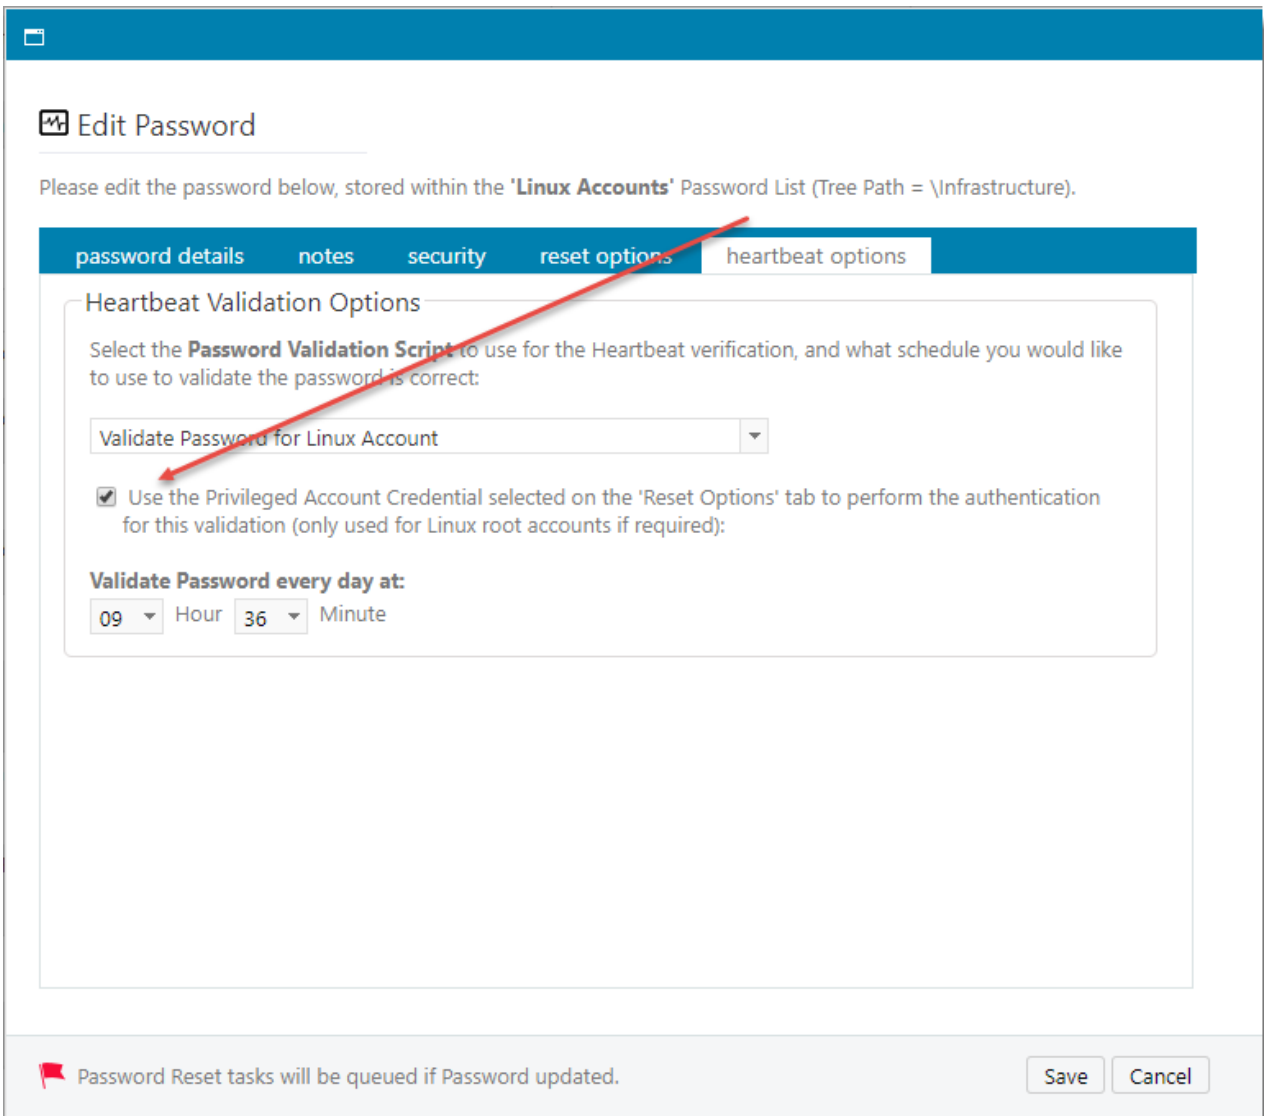 Edit Password
Please edit the password below, stored within the 'Linux Accounts' Password List (Tree Path = \Infrastructure).
password details notes security reset options heartbeat options
Heartbeat Validation Options
Select the Password Validation Script to use for the Heartbeat verification, and what schedule you would like
to use to validate the password is correct:
Validate Password for Linux Account
Use the Privileged Account Credential selected on the 'Reset Options' tab to perform the authentication
for this validation (only used for Linux root accounts if required):
Validate Password every day at:
09 Hour 36 Minute
Password Reset tasks will be queued if Password updated.
Save Cancel